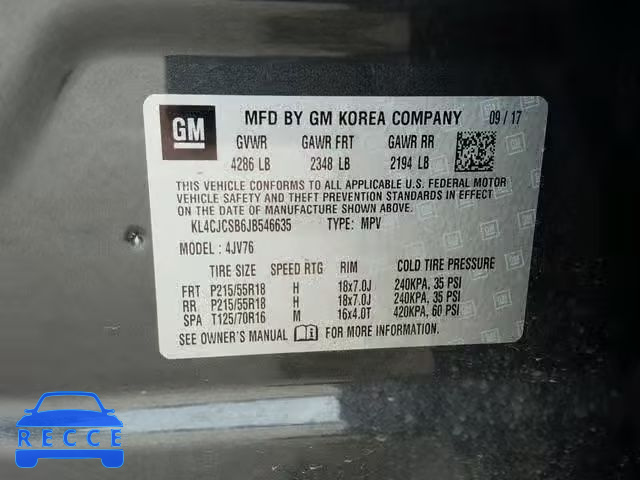 GM
MFD BY GM KOREA COMPANY 09 / 17
GVWR GAWR FRT GAWR RR
4286 LB 2348 LB 2194 LB
THIS VEHICLE CONFORMS TO ALL APPLICABLE U.S. FEDERAL MOTOR
VEHICLE SAFETY AND THEFT PREVENTION STANDARDS IN EFFECT ON
THE DATE OF MANUFACTURE SHOWN ABOVE.
KL4CJCSB6JB546635 TYPE: MPV
MODEL : 4JV76
TIRE SIZE SPEED RTG RIM COLD TIRE PRESSURE
FRT P215/55R18 H 18x7.0J 240KPA, 35 PSI
RR P215/55R18 H 18x7.0J 240KPA, 35 PSI
SPA T125/70R16 M 16x4.0T 420KPA, 60 PSI
SEE OWNER'S MANUAL FOR MORE INFORMATION.
RECCE